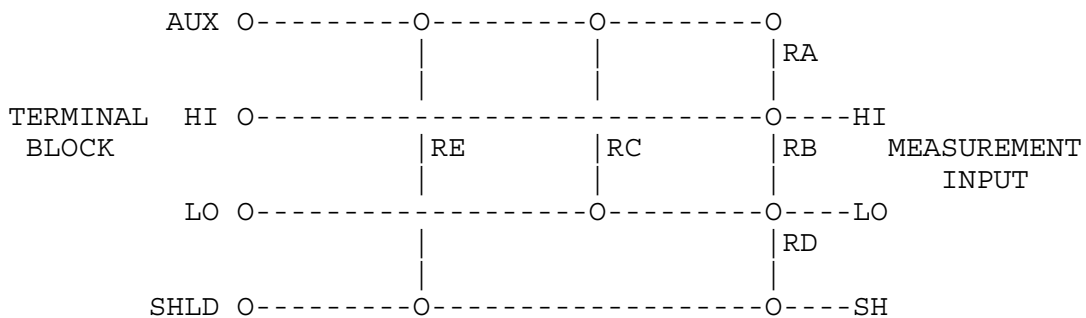 AUX O---------O---------O---------O
| | |RA
| | |
TERMINAL HI O-----------------------------O----HI
BLOCK |RE |RC |RB MEASUREMENT
| | | INPUT
LO O-------------------O---------O----LO
| |RD
| |
SHLD O---------O-------------------O----SH